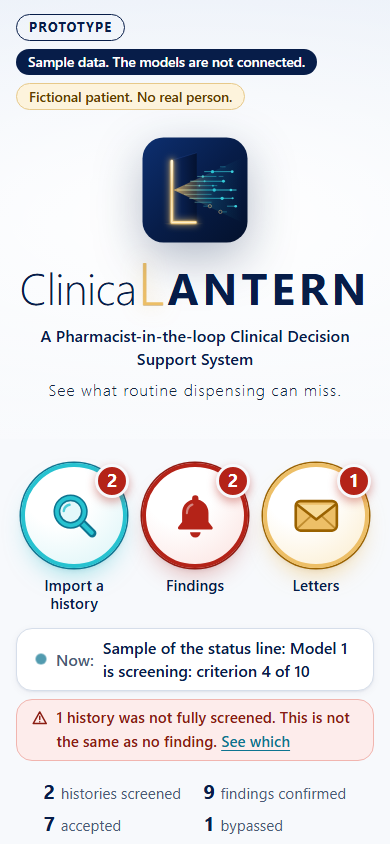 PROTOTYPE
Sample data. The models are not connected.
Fictional patient. No real person.
ClinicaLANTERN
A Pharmacist-in-the-loop Clinical Decision
Support System
See what routine dispensing can miss.
2
2
1
Import a
history
Findings
Letters
Now: Sample of the status line: Model 1
is screening: criterion 4 of 10
1 history was not fully screened. This is not
the same as no finding. See which
2 histories screened
9 findings confirmed
7 accepted
1 bypassed